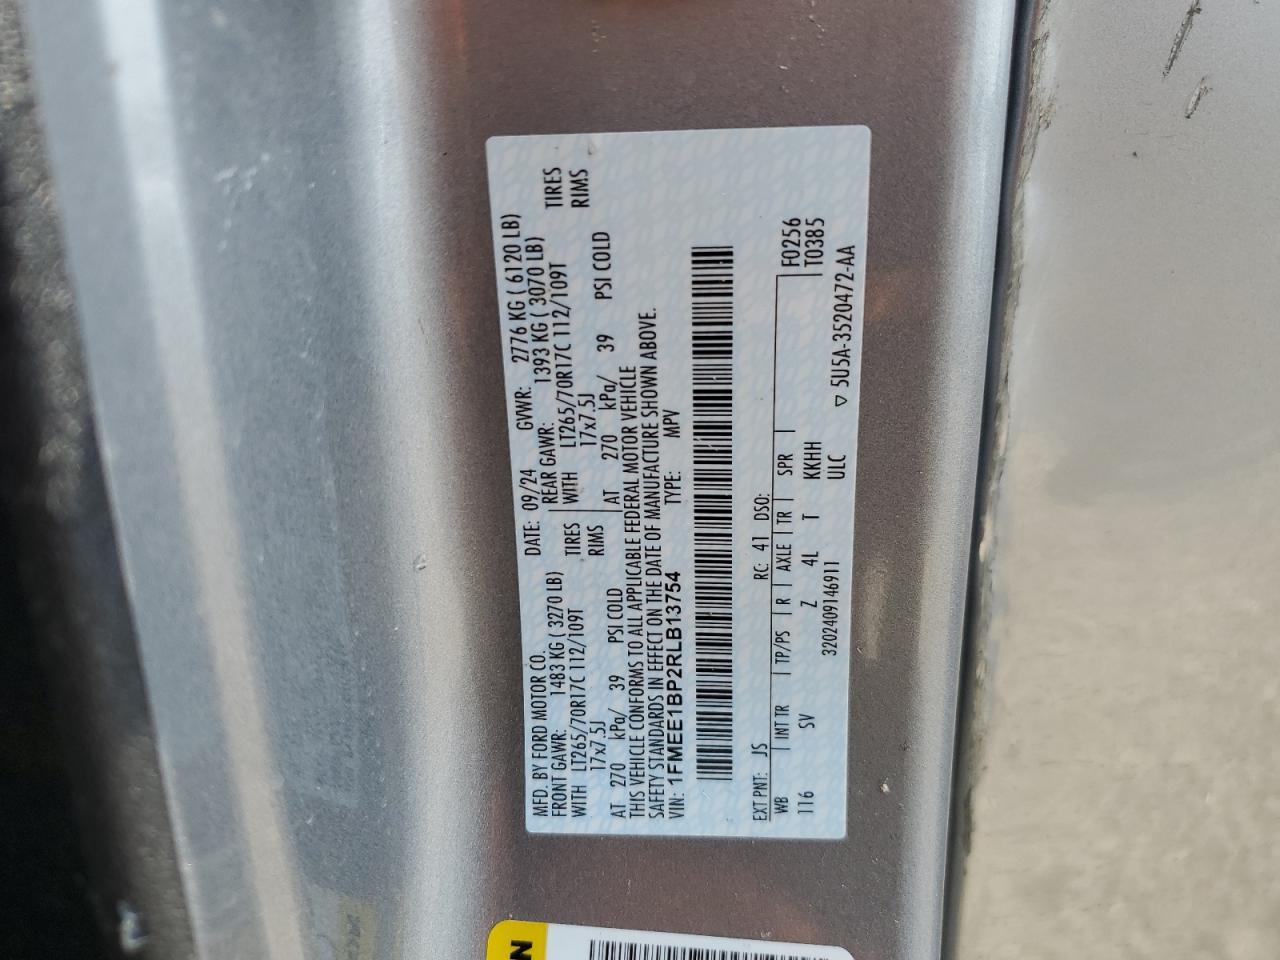 MFD. BY FORD MOTOR CO.
DATE: 09/24 GVWR: 2776 KG ( 6120 LB)
FRONT GAWR: 1483 KG ( 3270 LB) REAR GAWR: 1393 KG ( 3070 LB)
WITH LT265/70R17C 112/109T TIRES WITH LT265/70R17C 112/109T TIRES
17x7.5J RIMS 17x7.5J RIMS
AT 270 kPa/ 39 PSI COLD AT 270 kPa/ 39 PSI COLD
THIS VEHICLE CONFORMS TO ALL APPLICABLE FEDERAL MOTOR VEHICLE
SAFETY STANDARDS IN EFFECT ON THE DATE OF MANUFACTURE SHOWN ABOVE.
VIN: 1FMEE1BP2RLB13754 TYPE: MPV
EXT PNT: JS RC: 41 DSO:
WB INT TR TP/PS R AXLE TR SPR F0256
116 SV Z 4L T KKHH T0385
3202409146911 ULC
▽ 5U5A-3520472-AA